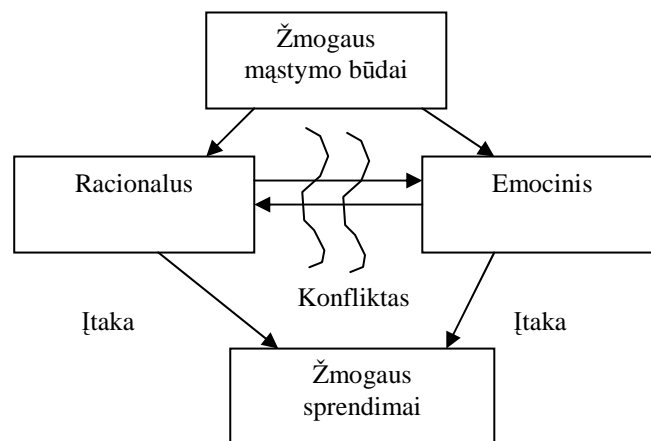 Žmogaus
mąstymo būdai
Racionalus
Emocinis
Konfliktas
Įtaka
Įtaka
Žmogaus
sprendimai